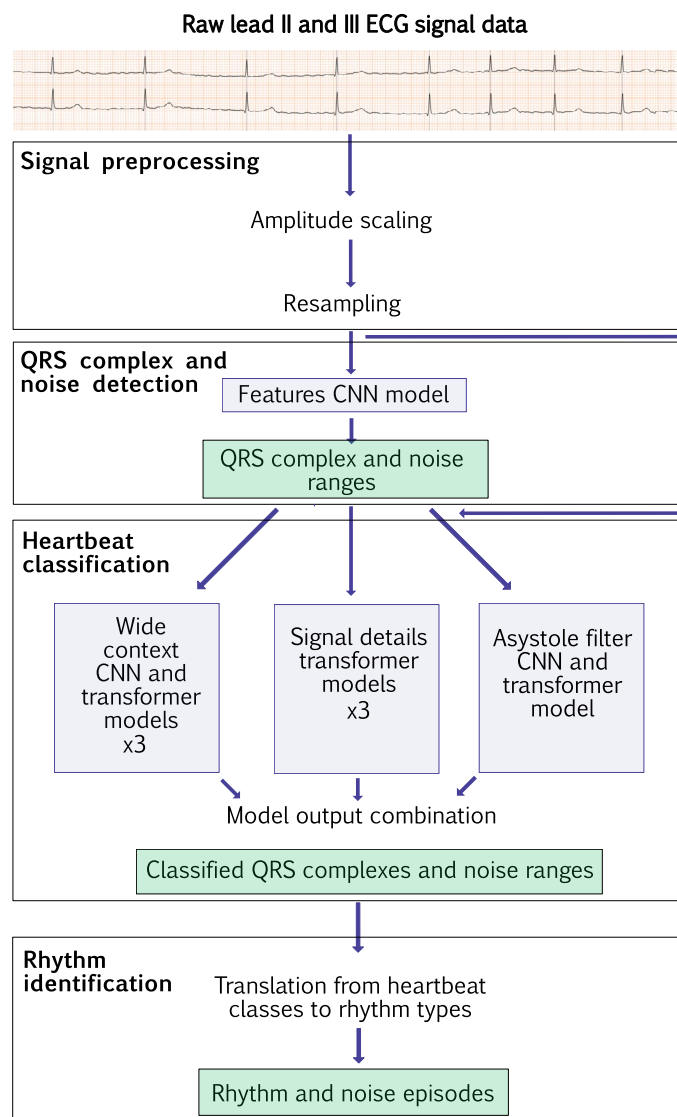 Raw lead II and III ECG signal data
Signal preprocessing
Amplitude scaling
Resampling
QRS complex and
noise detection
Features CNN model
QRS complex and noise
ranges
Heartbeat
classification
Wide
context
CNN and
transformer
models
x3
Signal details
transformer
models
x3
Asystole filter
CNN and
transformer
model
Model output combination
Classified QRS complexes and noise ranges
Rhythm
identification
Translation from heartbeat
classes to rhythm types
Rhythm and noise episodes